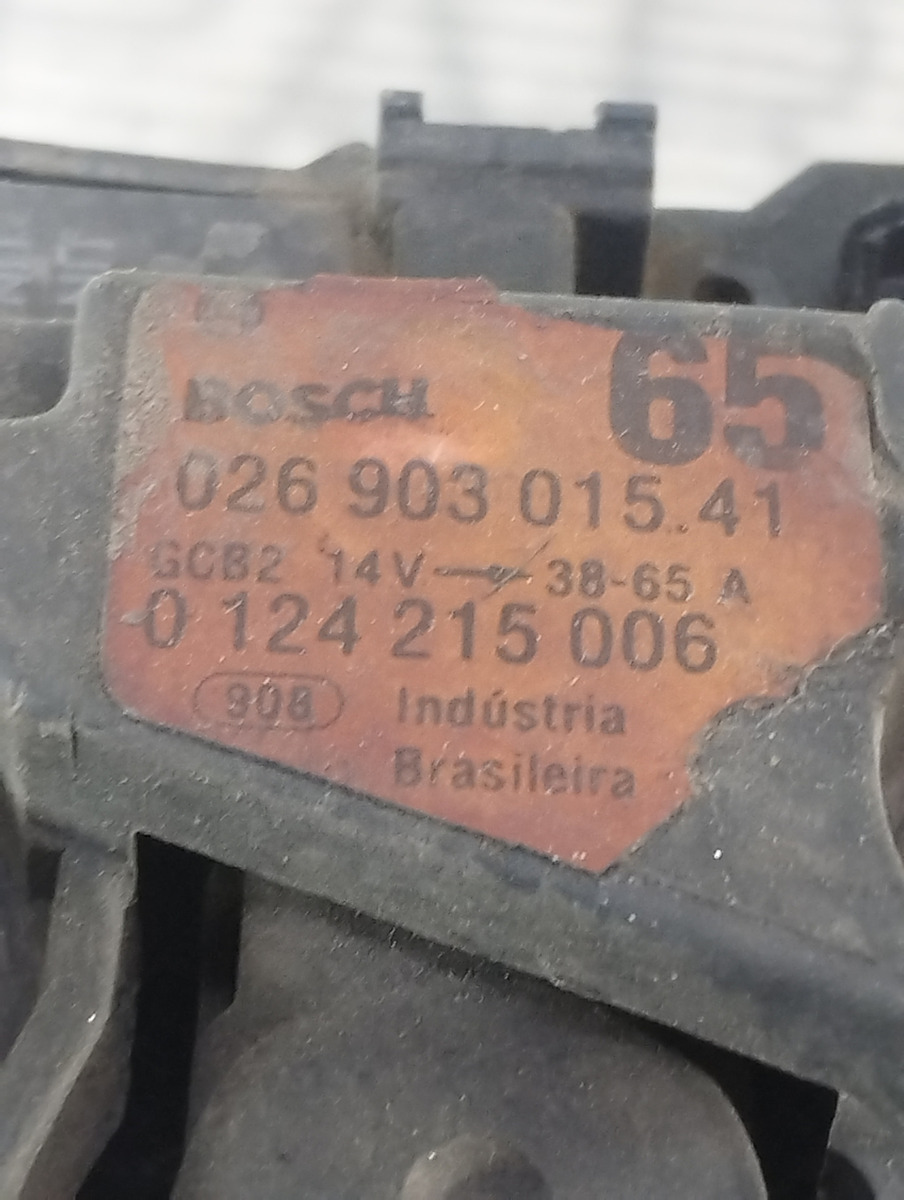 65
BOSCH
026 903 015.41
GCB2 14V 38-65 A
0 124 215 006
908 Indústria
Brasileira